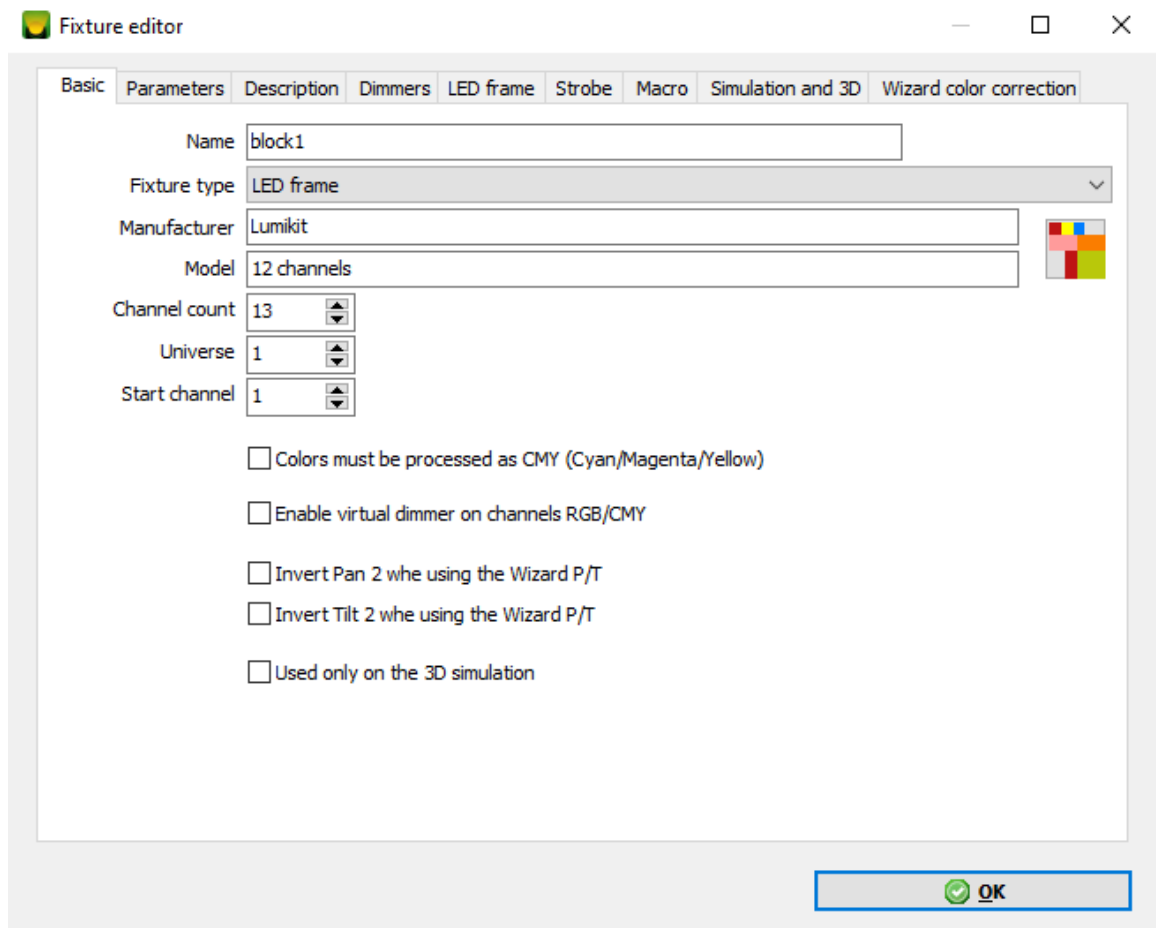 Fixture editor
Basic Parameters Description Dimmers LED frame Strobe Macro Simulation and 3D Wizard color correction
Name block1
Fixture type LED frame
Manufacturer Lumikit
Model 12 channels
Channel count 13
Universe 1
Start channel 1
Colors must be processed as CMY (Cyan/Magenta/Yellow)
Enable virtual dimmer on channels RGB/CMY
Invert Pan 2 whe using the Wizard P/T
Invert Tilt 2 whe using the Wizard P/T
Used only on the 3D simulation
OK